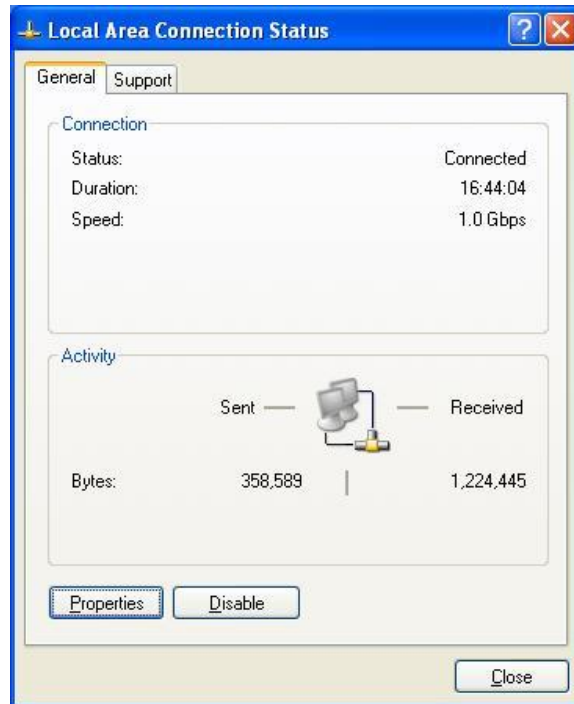 Local Area Connection Status
General Support
Connection
Status: Connected
Duration: 16:44:04
Speed: 1.0 Gbps
Activity
Sent Received
Bytes: 358,589 1,224,445
Properties Disable
Close